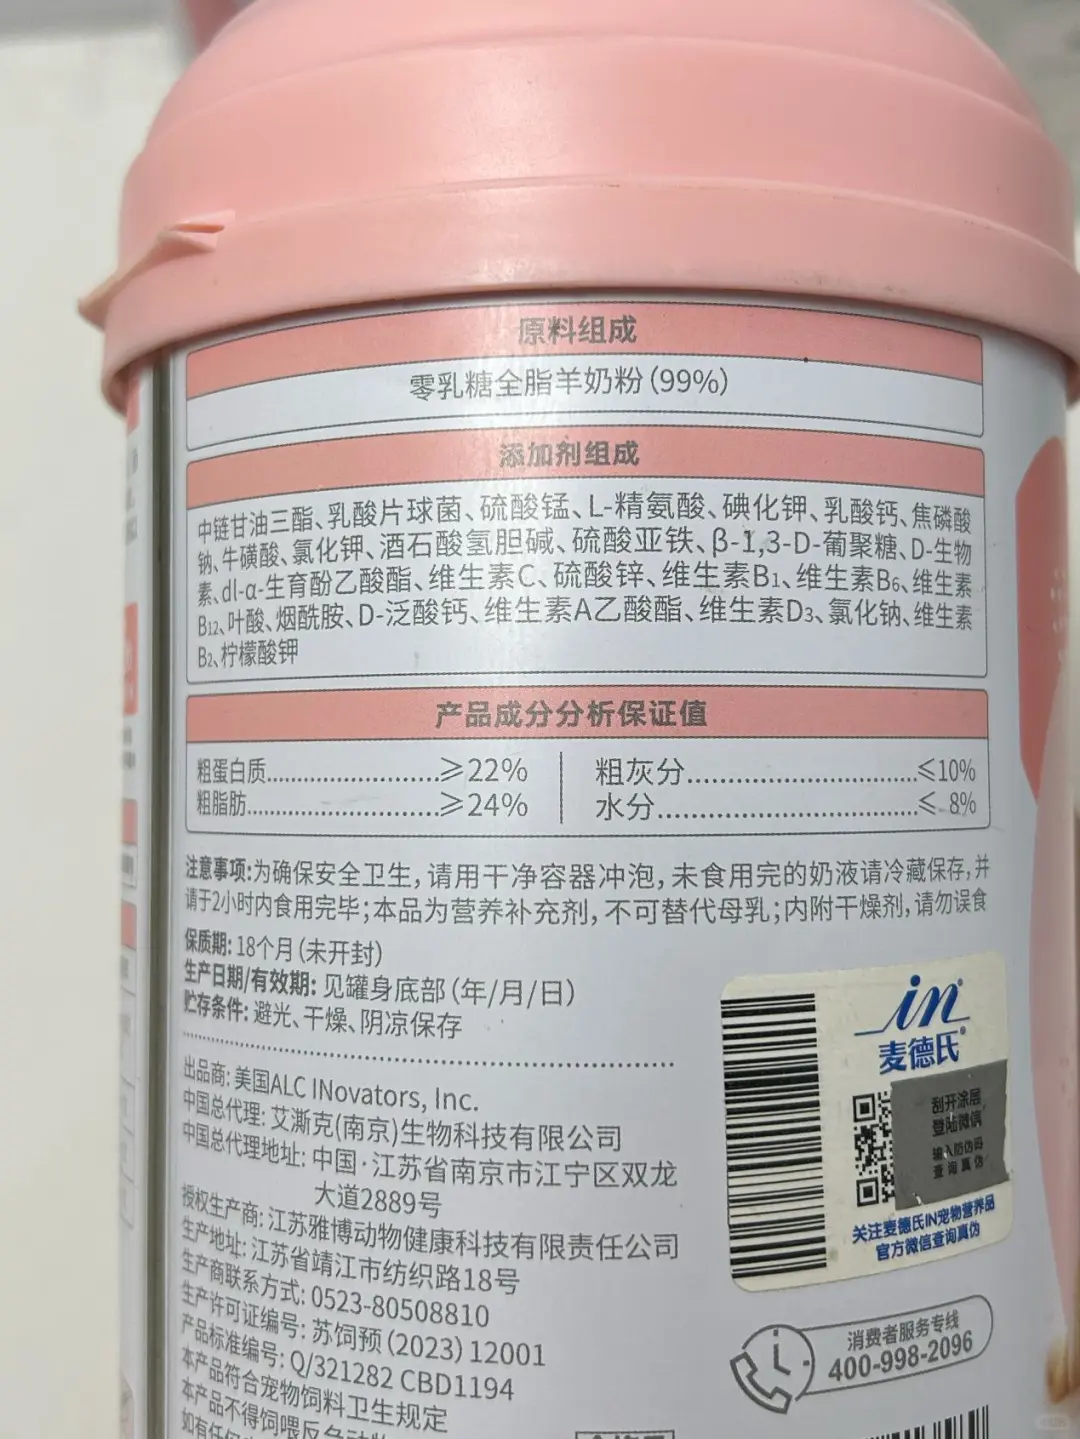 原料组成
零乳糖全脂羊奶粉(99%)
添加剂组成
中链甘油三酯、乳酸片球菌、硫酸锰、L-精氨酸、碘化钾、乳酸钙、焦磷酸
钠、牛磺酸、氯化钾、酒石酸氢胆碱、硫酸亚铁、β-1,3-D-葡聚糖、D-生物
素、dl-α-生育酚乙酸酯、维生素C、硫酸锌、维生素B₁、维生素B₆、维生素
B₁₂、叶酸、烟酰胺、D-泛酸钙、维生素A乙酸酯、维生素D₃、氯化钠、维生素
B₂、柠檬酸钾
产品成分分析保证值
粗蛋白质......................≥22%
粗灰分.............................≤10%
粗脂肪.........................≥24%
水分................................≤ 8%
注意事项:为确保安全卫生,请用干净容器冲泡,未食用完的奶液请冷藏保存,并
请于2小时内食用完毕;本品为营养补充剂,不可替代母乳;内附干燥剂,请勿误食
保质期: 18个月(未开封)
生产日期/有效期: 见罐身底部(年/月/日)
贮存条件: 避光、干燥、阴凉保存
出品商: 美国ALC INovators, Inc.
中国总代理: 艾澌克(南京)生物科技有限公司
中国总代理地址: 中国·江苏省南京市江宁区双龙
大道2889号
授权生产商: 江苏雅博动物健康科技有限责任公司
生产地址: 江苏省靖江市纺织路18号
生产商联系方式: 0523-80508810
生产许可证编号: 苏饲预(2023)12001
产品标准编号: Q/321282 CBD1194
本产品符合宠物饲料卫生规定
本产品不得饲喂反刍动物
in
麦德氏
刮开涂层
登陆微信
输入防伪码
查询真伪
关注麦德氏IN宠物营养品
官方微信查询真伪
消费者服务专线
400-998-2096